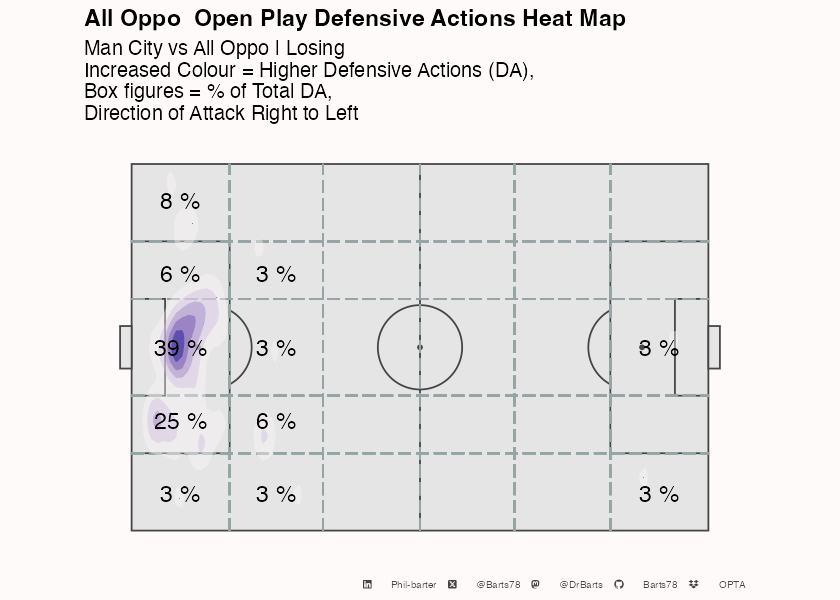 All Oppo  Open Play Defensive Actions Heat Map
Man City vs All Oppo | Losing
Increased Colour = Higher Defensive Actions (DA),
Box figures = % of Total DA,
Direction of Attack Right to Left
8 %
6 % 3 %
39 % 3 % 3 %
25 % 6 %
3 % 3 % 3 %
Phil-barter @Barts78 @DrBarts Barts78 OPTA